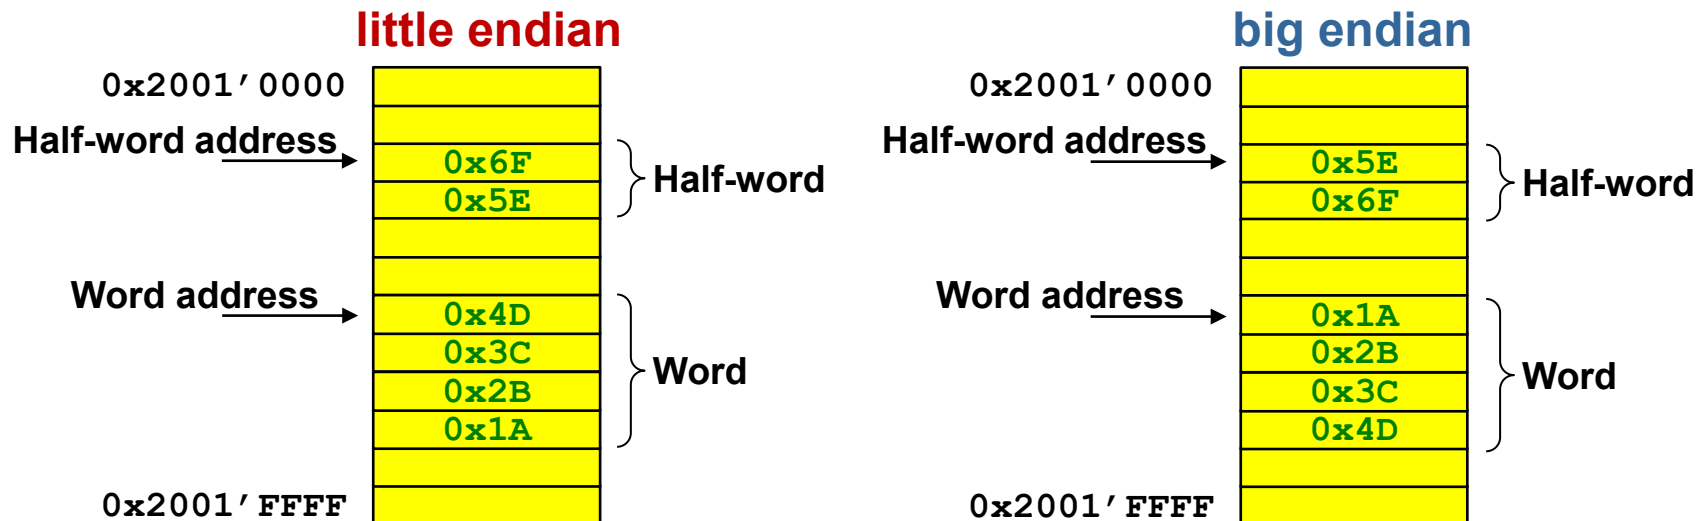 little endian
0x2001'0000
Half-word address
0x6F
0x5E
Half-word
Word address
0x4D
0x3C
0x2B
0x1A
Word
0x2001'FFFF
big endian
0x2001'0000
Half-word address
0x5E
0x6F
Half-word
Word address
0x1A
0x2B
0x3C
0x4D
Word
0x2001'FFFF